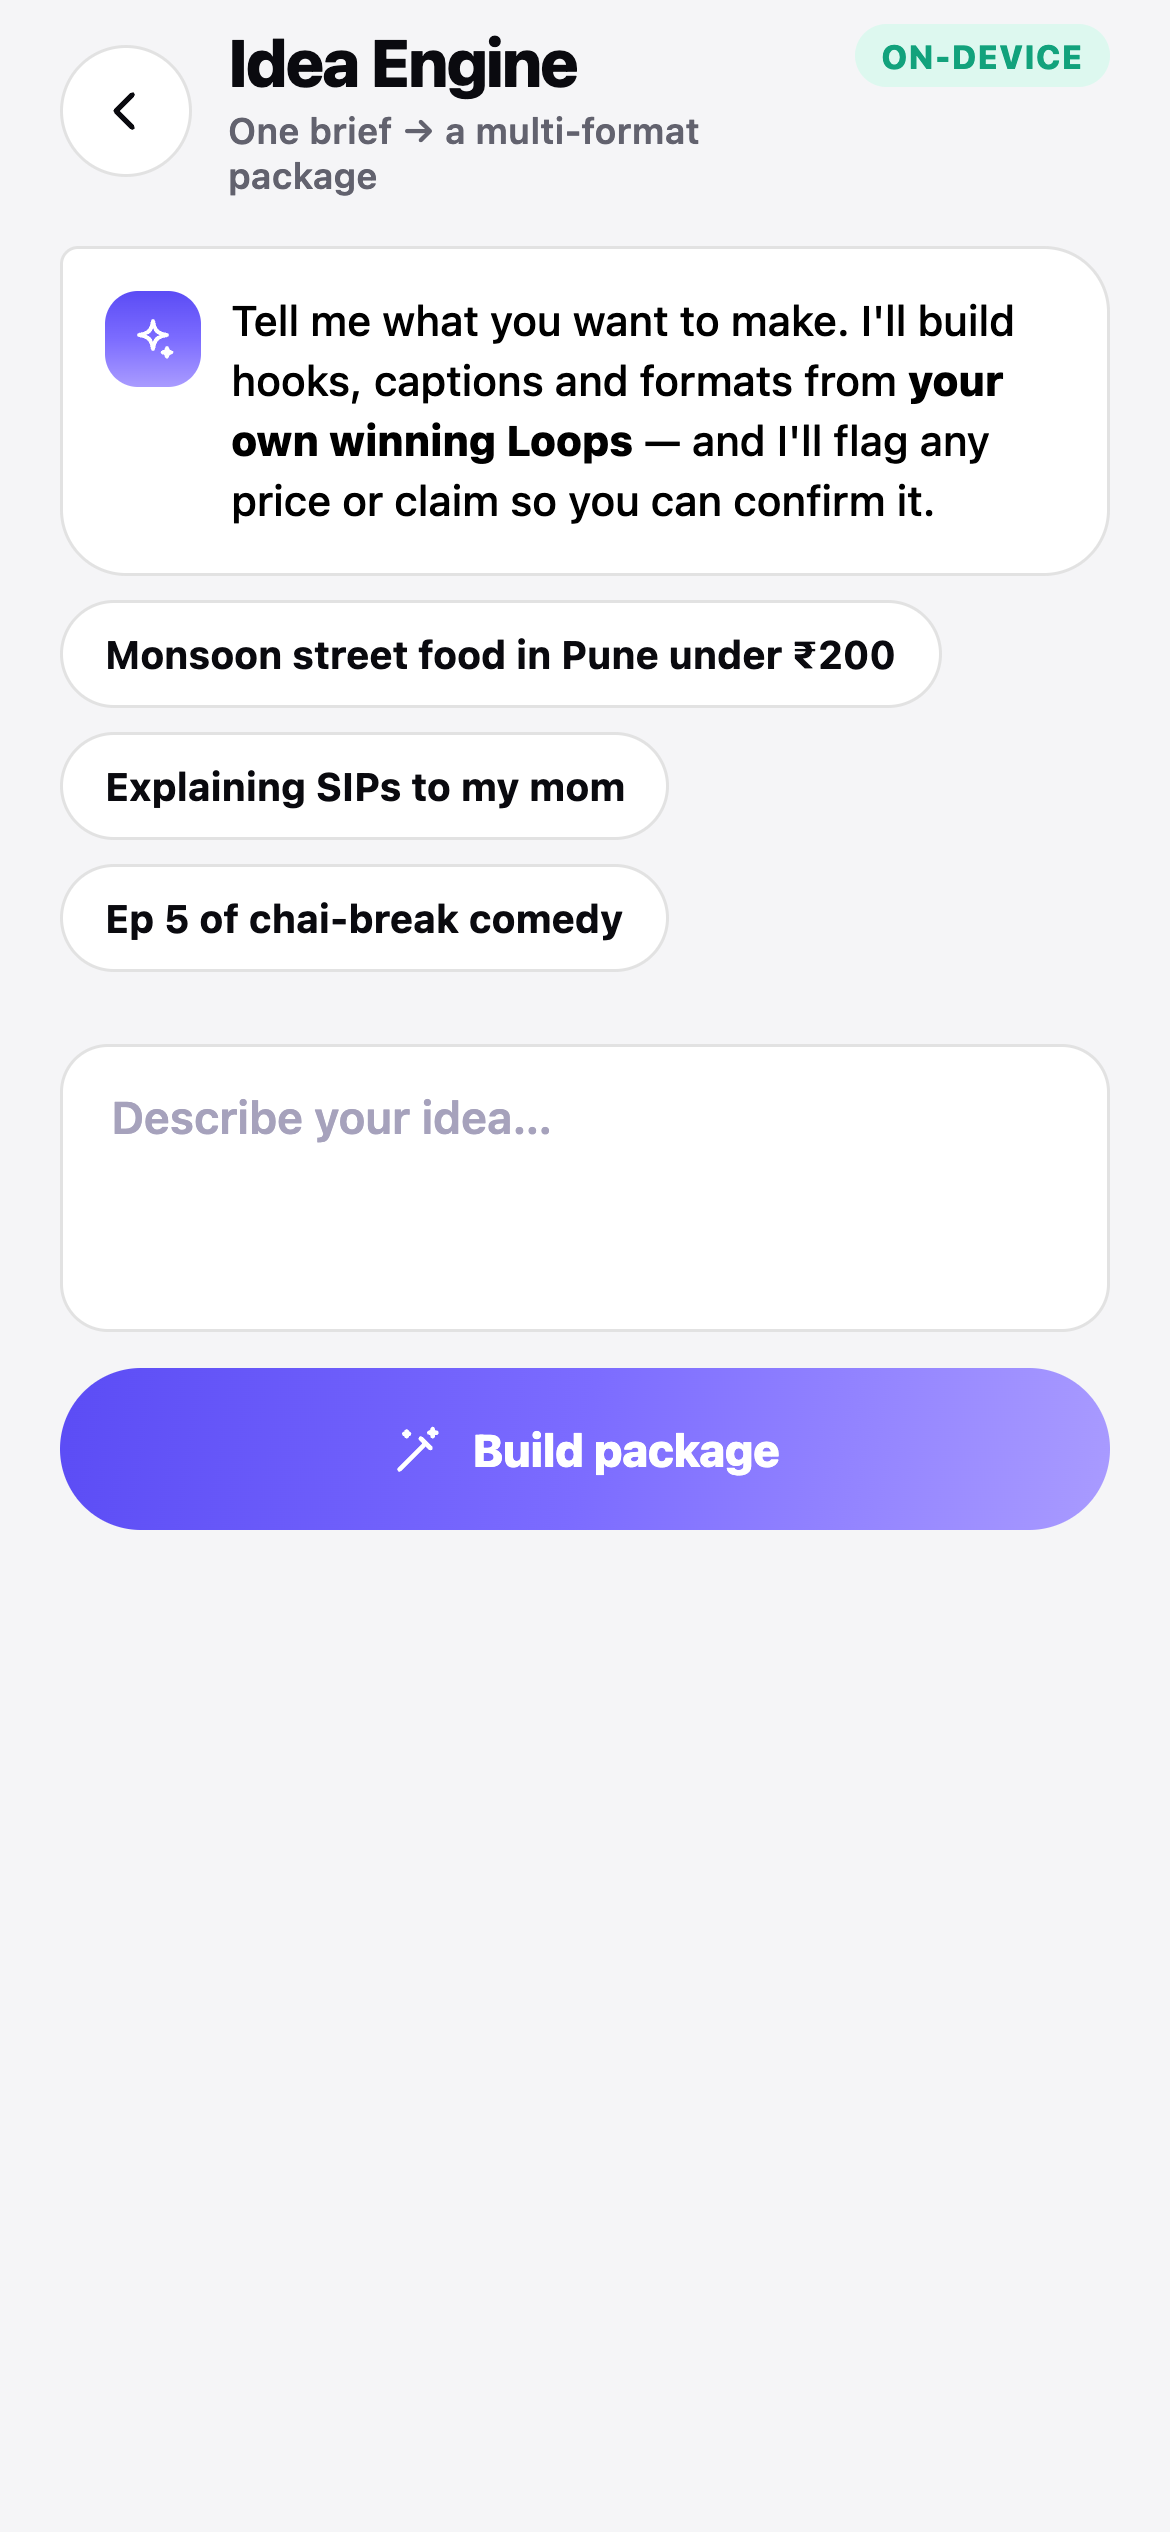 Idea Engine
ON-DEVICE
One brief → a multi-format
package
Tell me what you want to make. I'll build
hooks, captions and formats from your
own winning Loops — and I'll flag any
price or claim so you can confirm it.
Monsoon street food in Pune under ₹200
Explaining SIPs to my mom
Ep 5 of chai-break comedy
Describe your idea...
Build package